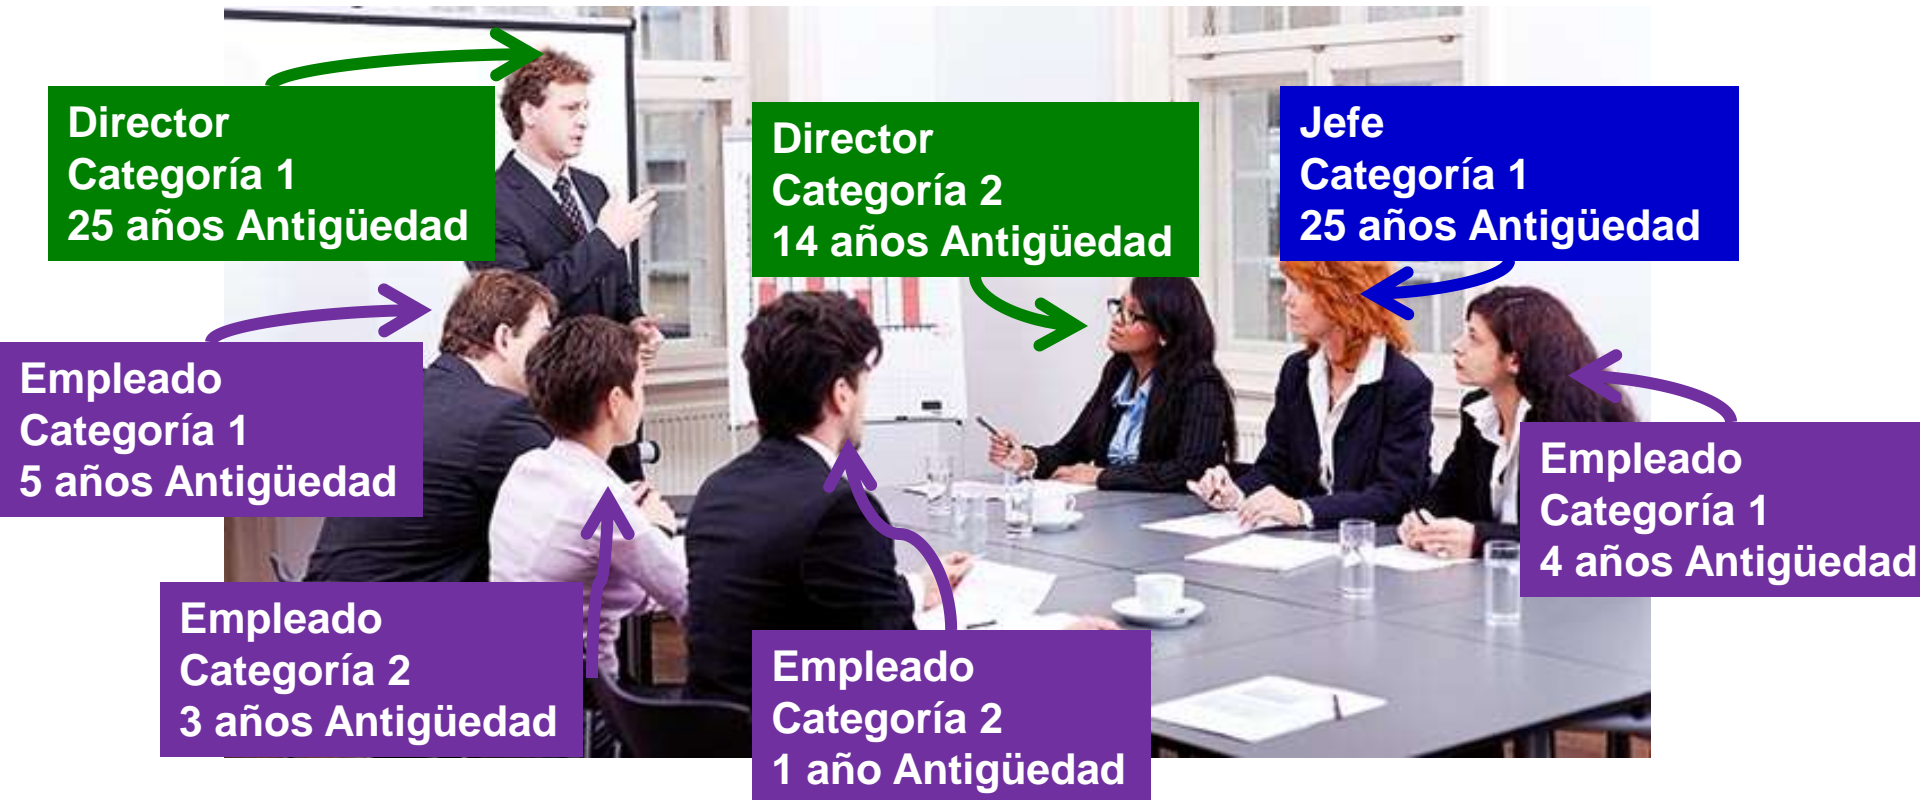 Director
Categoría 1
25 años Antigüedad
Director
Categoría 2
14 años Antigüedad
Jefe
Categoría 1
25 años Antigüedad
Empleado
Categoría 1
5 años Antigüedad
Empleado
Categoría 1
4 años Antigüedad
Empleado
Categoría 2
3 años Antigüedad
Empleado
Categoría 2
1 año Antigüedad